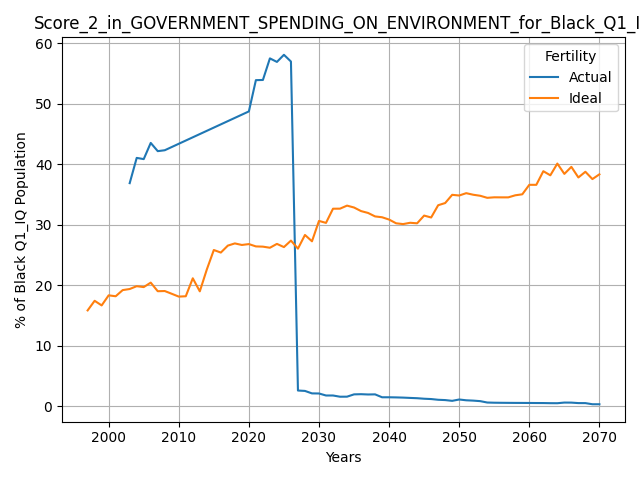 Score_2_in_GOVERNMENT_SPENDING_ON_ENVIRONMENT_for_Black_Q1_I
60
50
40
30
20
10
0
% of Black Q1_IQ Population
Fertility
Actual
Ideal
2000 2010 2020 2030 2040 2050 2060 2070
Years